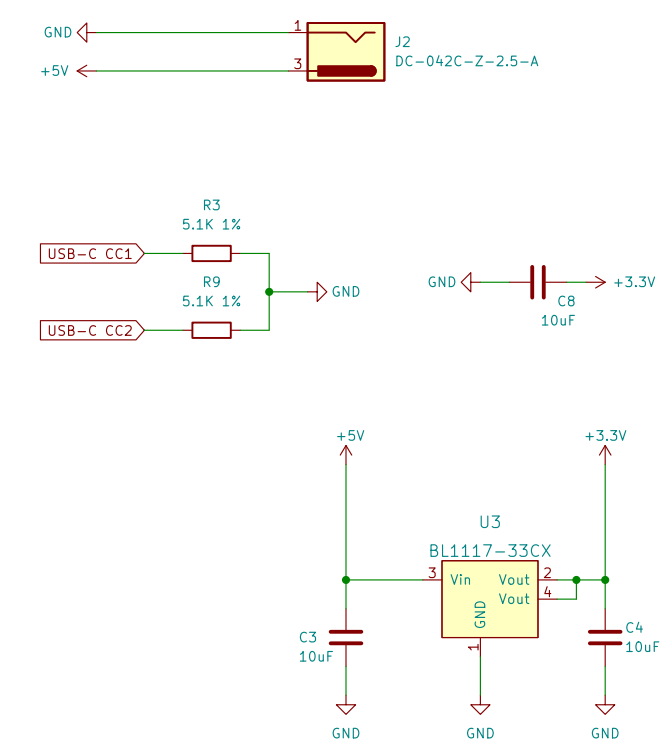 GND
1
J2
DC-042C-Z-2.5-A
+5V
3
R3
5.1K 1%
USB-C CC1
R9
5.1K 1%
GND
USB-C CC2
GND
+3.3V
C8
10uF
+5V
+3.3V
U3
BL1117-33CX
3
Vin
Vout
2
Vout
4
GND
1
C3
10uF
C4
10uF
GND
GND
GND